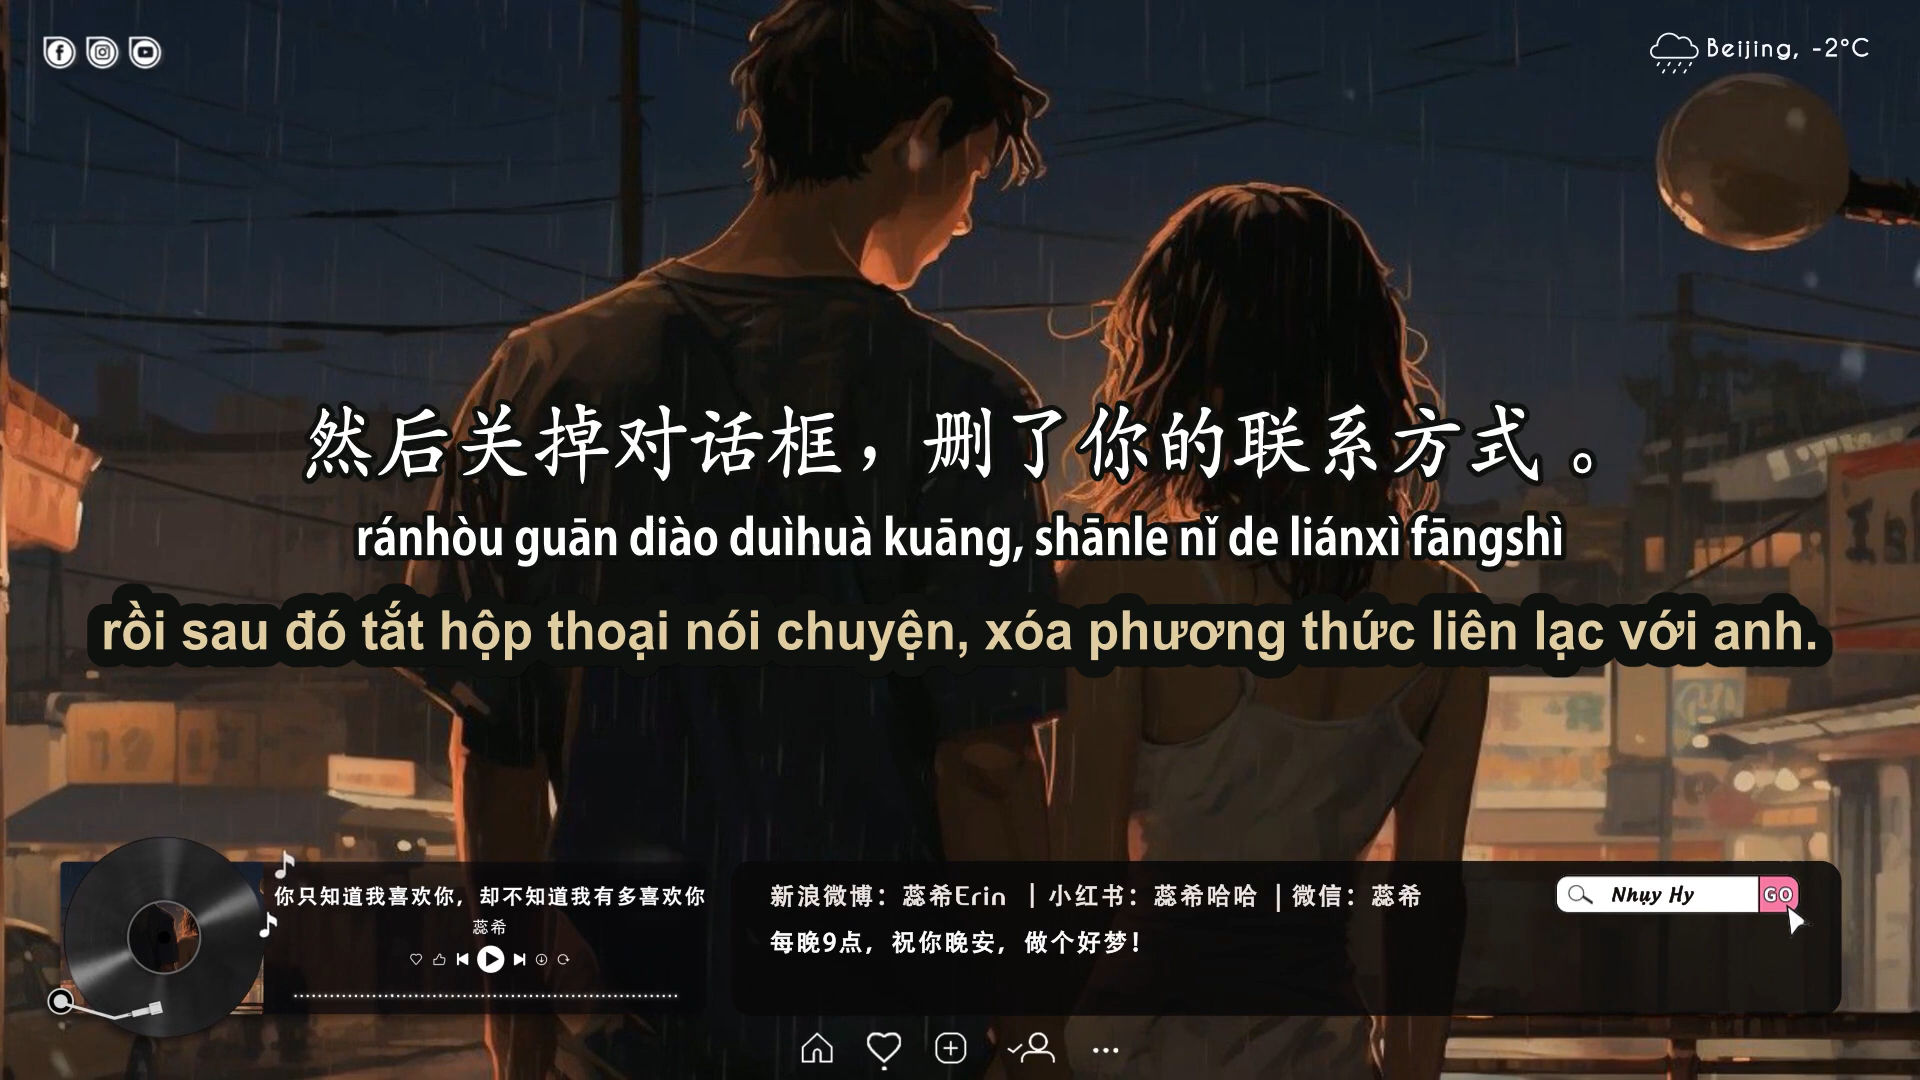 Beijing, -2°C
然后关掉对话框，删了你的联系方式。
ránhòu guān diào duìhuà kuāng, shānle nǐ de liánxì fāngshì
rồi sau đó tắt hộp thoại nói chuyện, xóa phương thức liên lạc với anh.
你只知道我喜欢你，却不知道我有多喜欢你
蕊希
新浪微博：蕊希Erin ｜小红书：蕊希哈哈 ｜微信：蕊希
每晚9点，祝你晚安，做个好梦！
Nhụy Hy GO